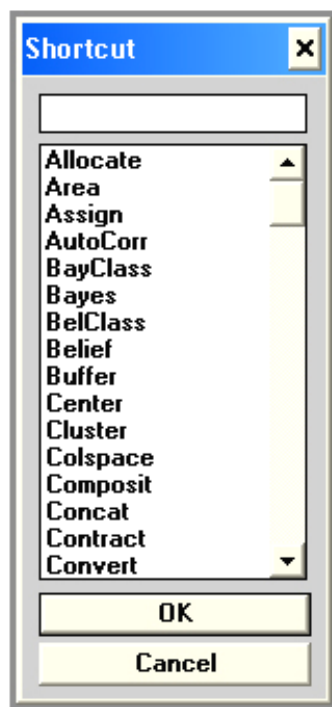 Shortcut
Allocate
Area
Assign
AutoCorr
BayClass
Bayes
BelClass
Belief
Buffer
Center
Cluster
Colspace
Composit
Concat
Contract
Convert
OK
Cancel